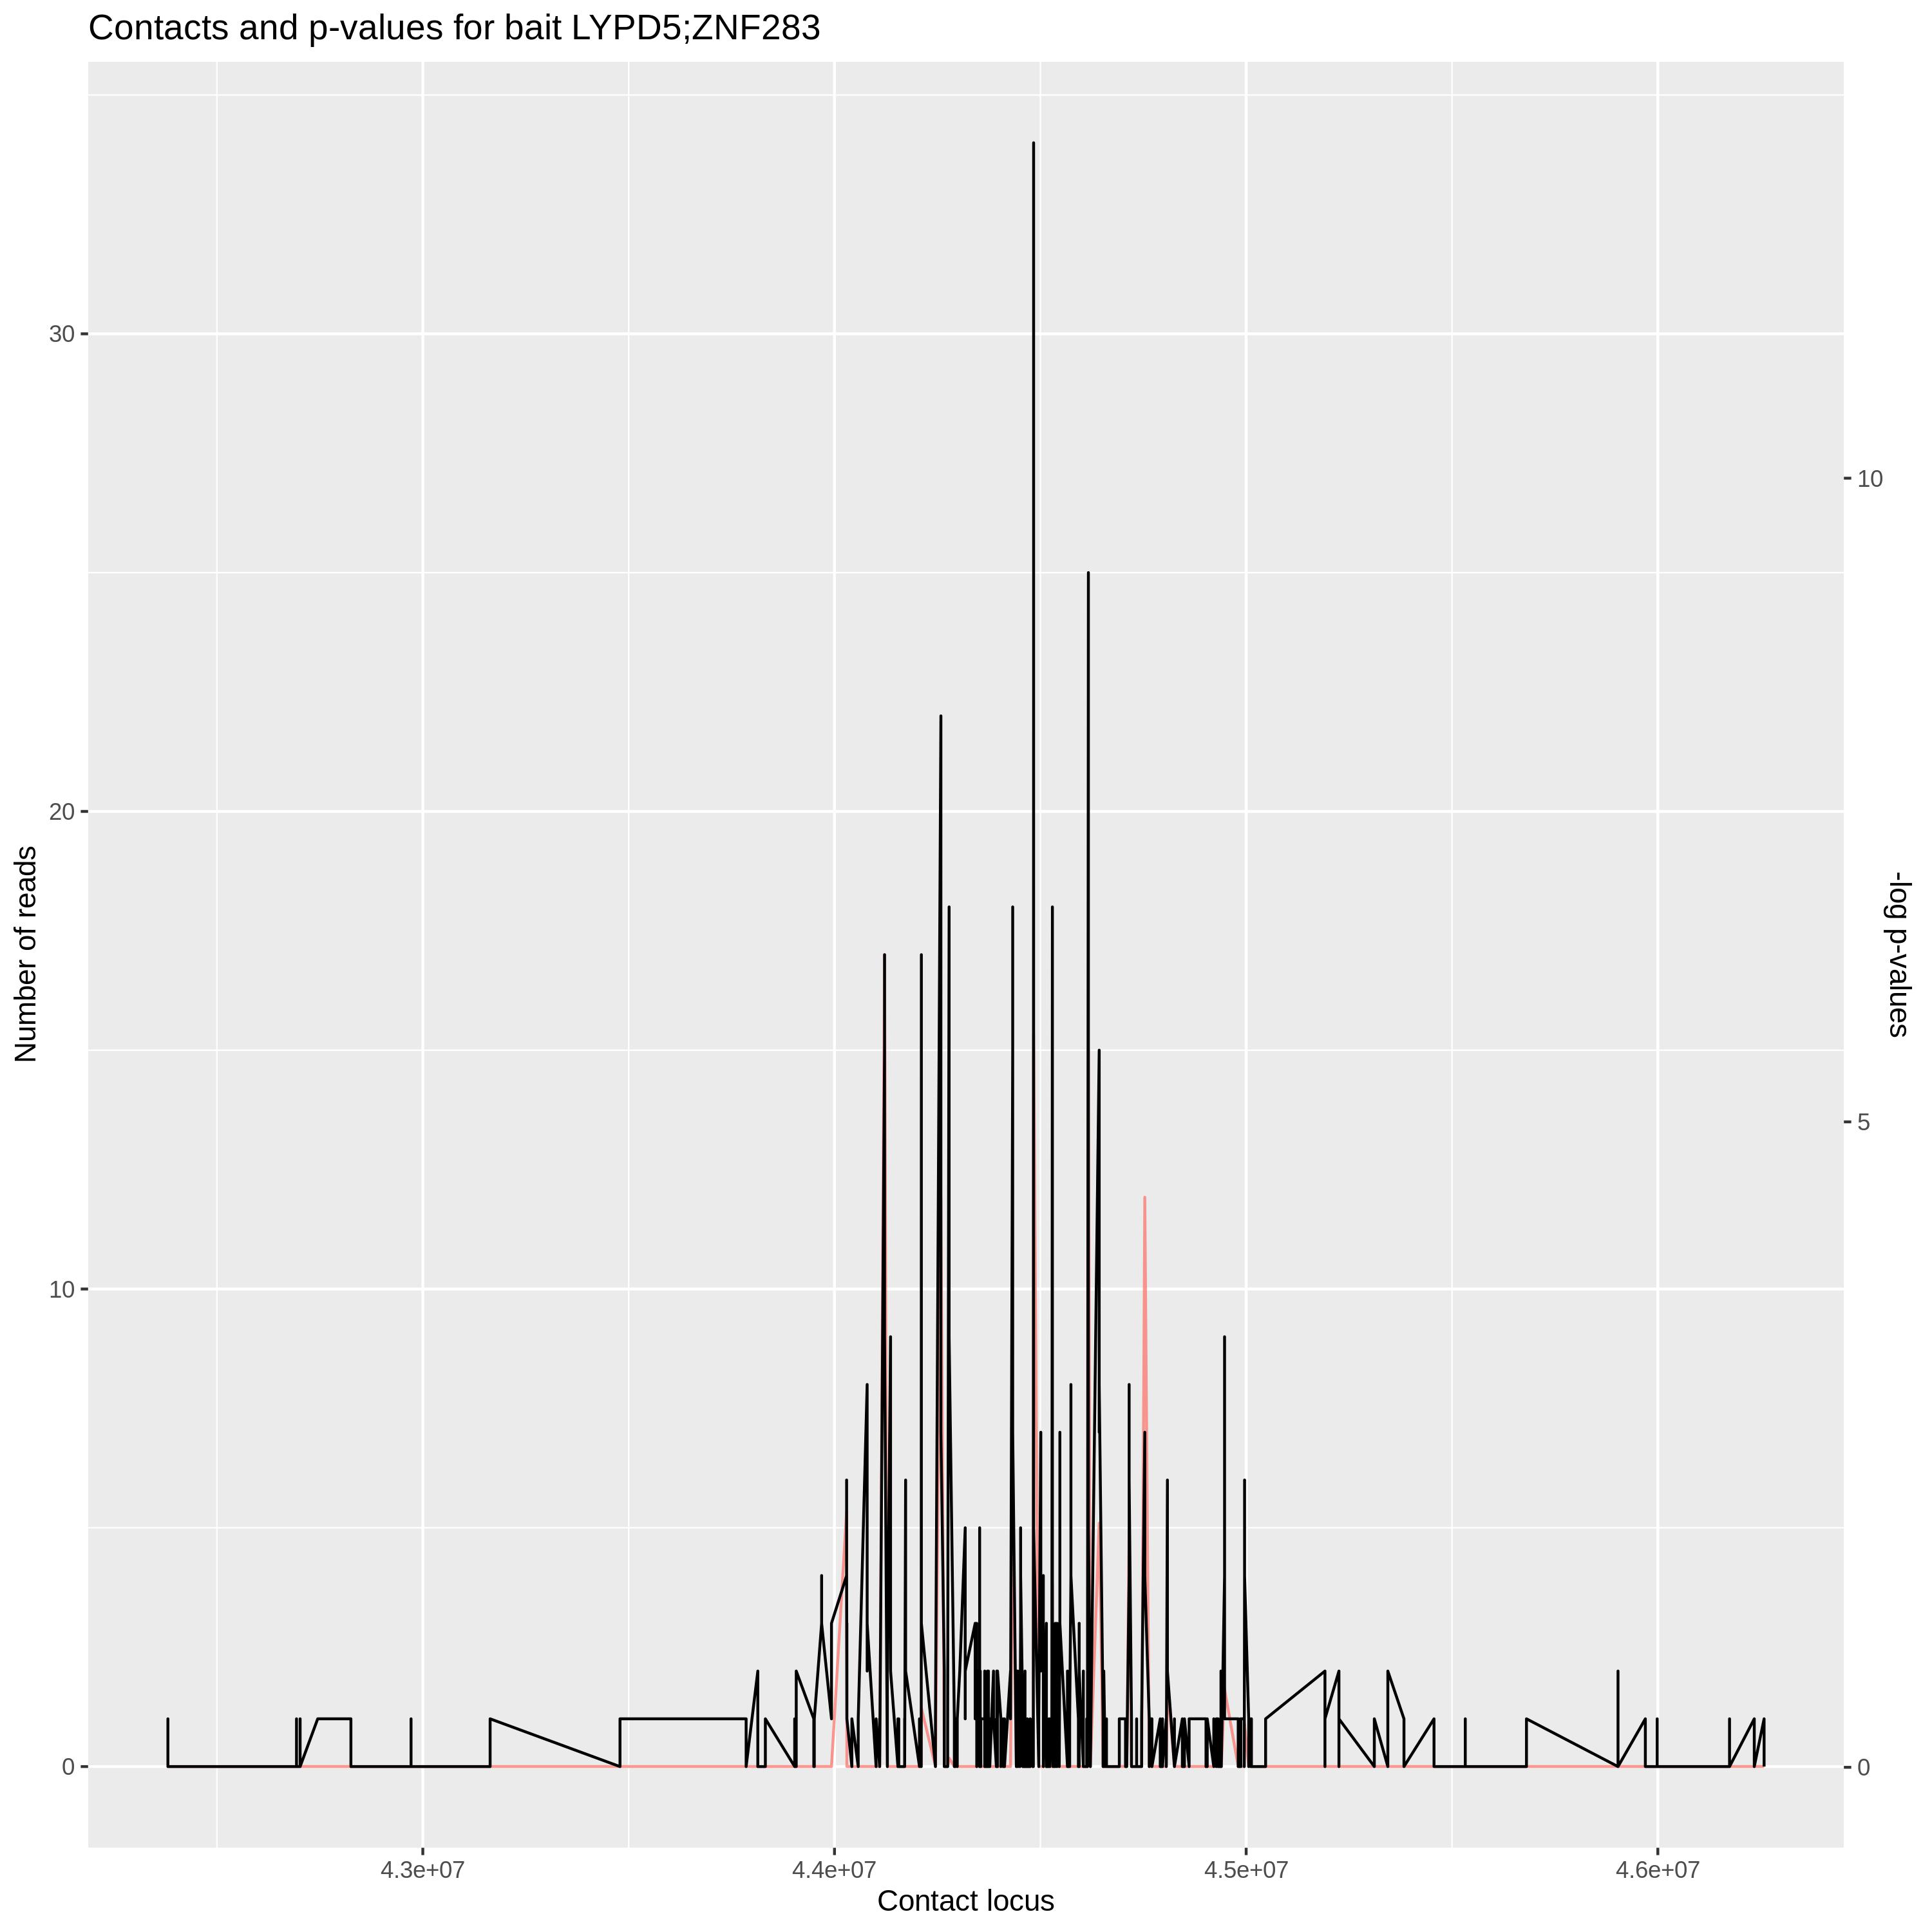 Contacts and p-values for bait LYPD5;ZNF283
30
20
10
0
Number of reads
10
5
0
-log p-values
4.3e+07
4.4e+07
4.5e+07
4.6e+07
Contact locus